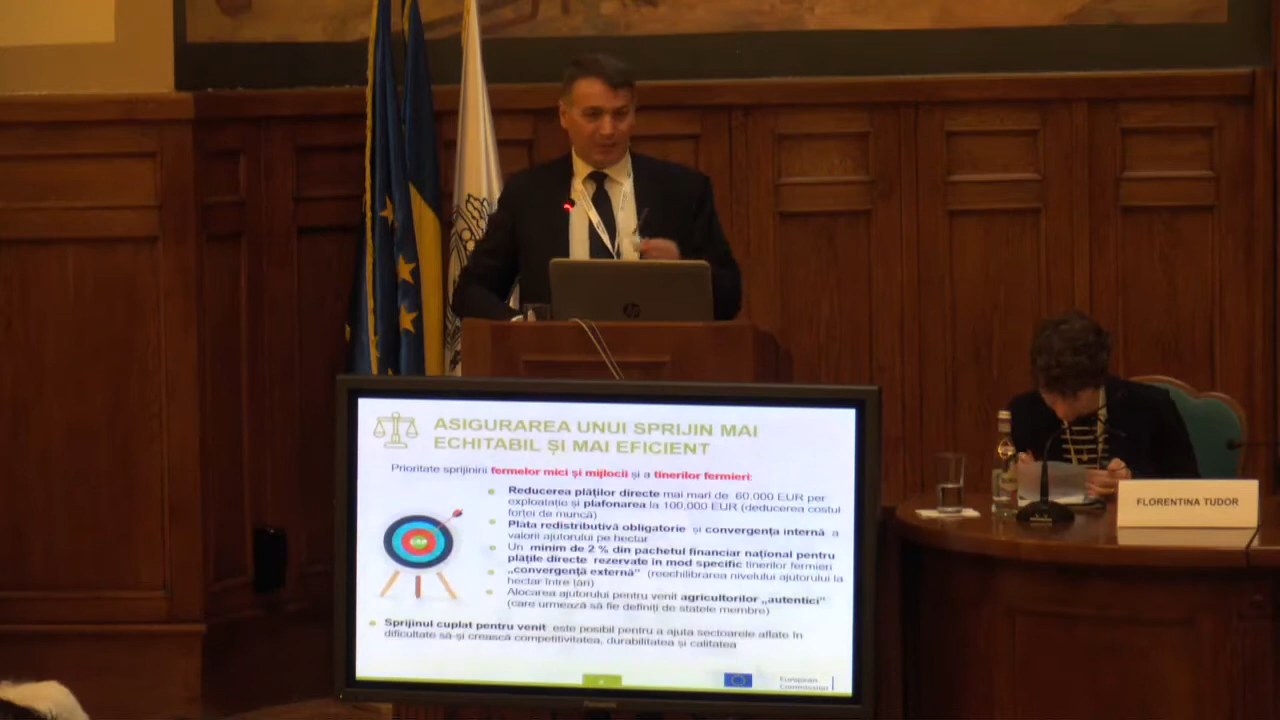 ASIGURAREA UNUI SPRIJIN MAI
ECHITABIL ȘI MAI EFICIENT
Prioritate sprijinirii fermelor mici și mijlocii și a tinerilor fermieri:
Reducerea plăților directe mai mari de 60.000 EUR per
exploatație și plafonarea la 100,000 EUR (deducerea costul
forței de muncă)
Plata redistributivă obligatorie și convergența internă a
valorii ajutorului pe hectar
Un minim de 2 % din pachetul financiar național pentru
plățile directe rezervate în mod specific tinerilor fermieri
„convergență externă” (reechilibrarea nivelului ajutorului la
hectar între țări)
Alocarea ajutorului pentru venit agricultorilor „autentici”
(care urmează să fie definiți de statele membre)
Sprijinul cuplat pentru venit: este posibil pentru a ajuta sectoarele aflate în
dificultate să-și crească competitivitatea, durabilitatea și calitatea
European
Commission
hp
FLORENTINA TUDOR